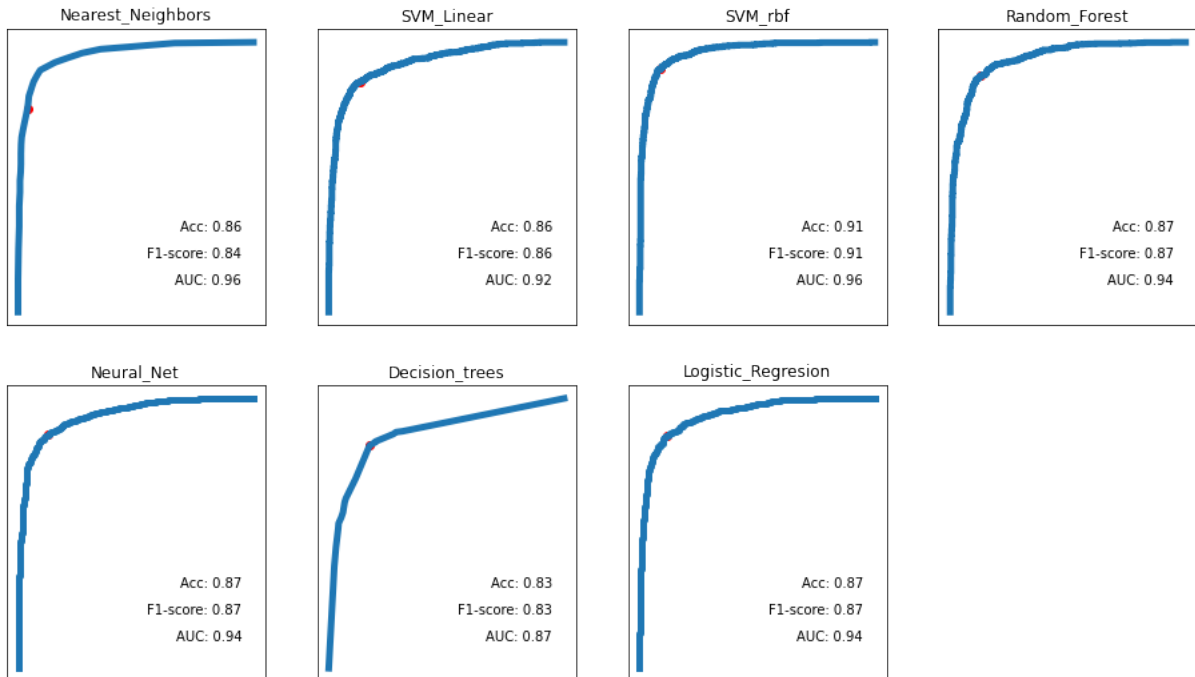 Nearest_Neighbors
Acc: 0.86
F1-score: 0.84
AUC: 0.96
SVM_Linear
Acc: 0.86
F1-score: 0.86
AUC: 0.92
SVM_rbf
Acc: 0.91
F1-score: 0.91
AUC: 0.96
Random_Forest
Acc: 0.87
F1-score: 0.87
AUC: 0.94
Neural_Net
Acc: 0.87
F1-score: 0.87
AUC: 0.94
Decision_trees
Acc: 0.83
F1-score: 0.83
AUC: 0.87
Logistic_Regresion
Acc: 0.87
F1-score: 0.87
AUC: 0.94